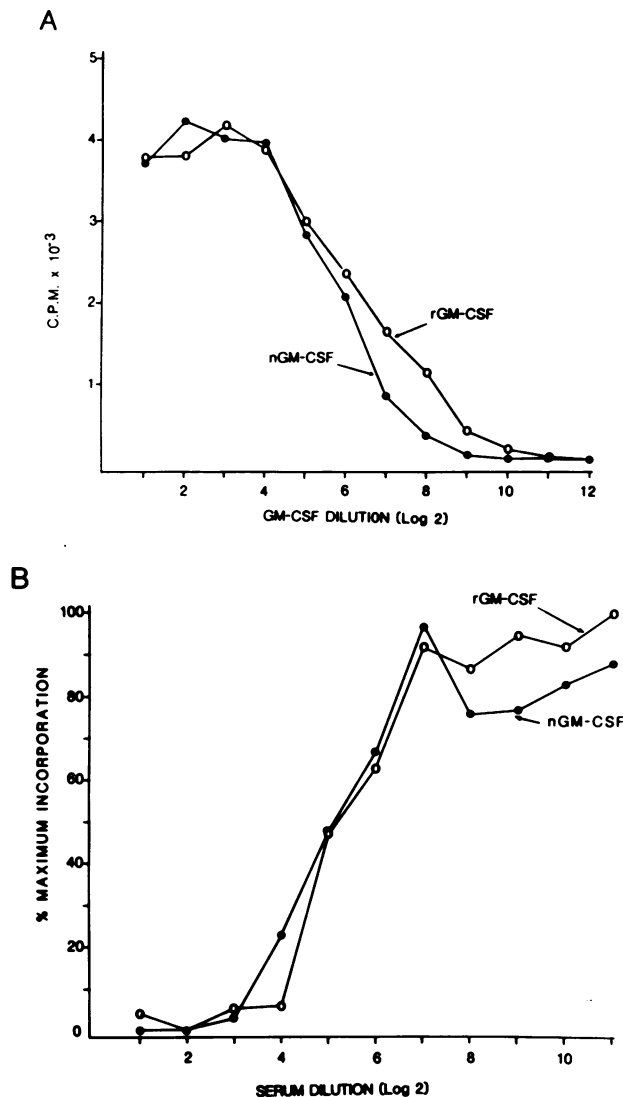 A
5
4
3
2
1
C.P.M. x 10-3
rGM-CSF
nGM-CSF
2 4 6 8 10 12
GM-CSF DILUTION (Log 2)
B
100
80
60
40
20
0
% MAXIMUM INCORPORATION
rGM-CSF
nGM-CSF
2 4 6 8 10
SERUM DILUTION (Log 2)